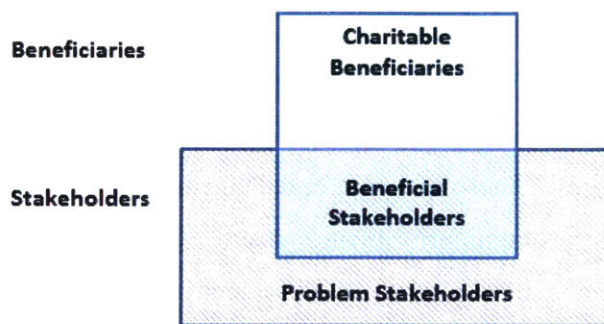 Beneficiaries
Charitable
Beneficiaries
Stakeholders
Beneficial
Stakeholders
Problem Stakeholders